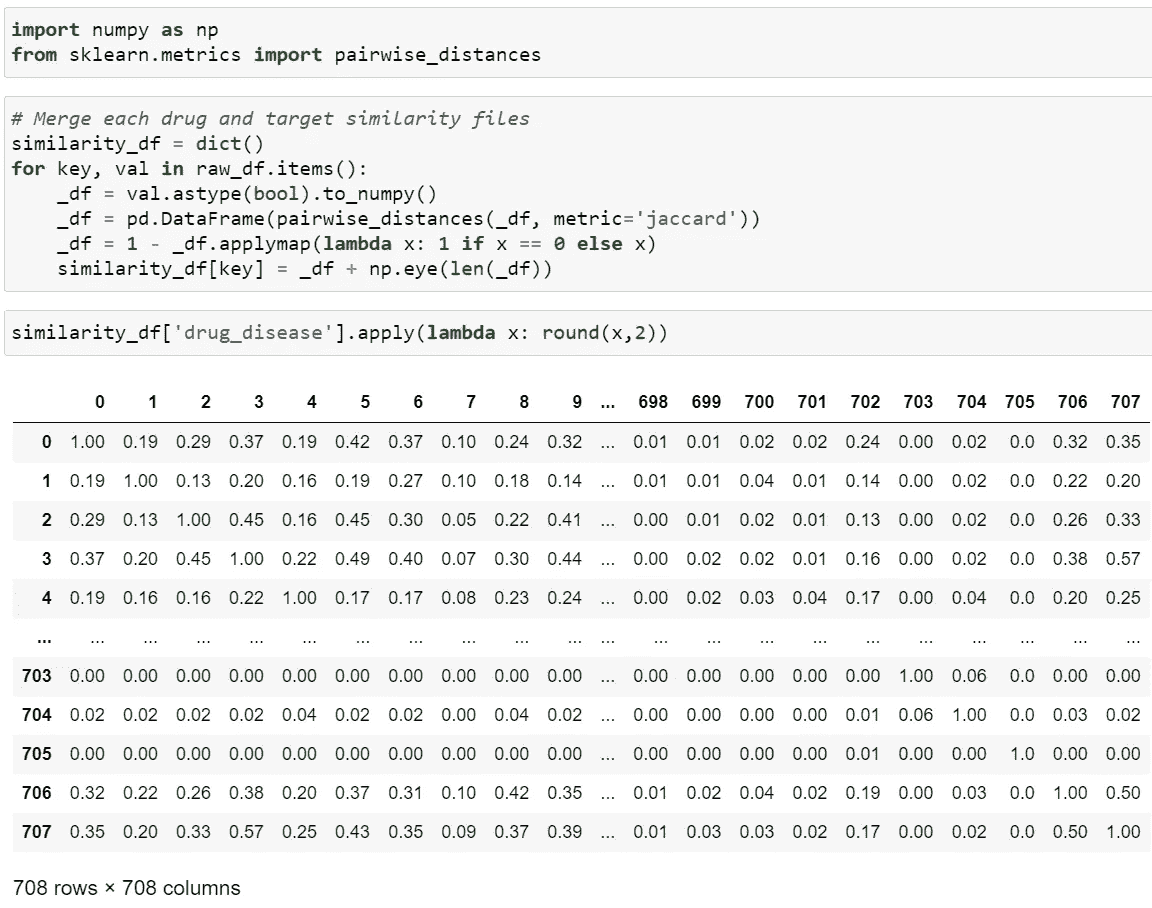 import numpy as np
from sklearn.metrics import pairwise_distances
# Merge each drug and target similarity files
similarity_df = dict()
for key, val in raw_df.items():
    _df = val.astype(bool).to_numpy()
    _df = pd.DataFrame(pairwise_distances(_df, metric='jaccard'))
    _df = 1 - _df.applymap(lambda x: 1 if x == 0 else x)
    similarity_df[key] = _df + np.eye(len(_df))
similarity_df['drug_disease'].apply(lambda x: round(x,2))
0 1 2 3 4 5 6 7 8 9 ... 698 699 700 701 702 703 704 705 706 707
0 1.00 0.19 0.29 0.37 0.19 0.42 0.37 0.10 0.24 0.32 ... 0.01 0.01 0.02 0.02 0.24 0.00 0.02 0.0 0.32 0.35
1 0.19 1.00 0.13 0.20 0.16 0.19 0.27 0.10 0.18 0.14 ... 0.01 0.01 0.04 0.01 0.14 0.00 0.02 0.0 0.22 0.20
2 0.29 0.13 1.00 0.45 0.16 0.45 0.30 0.05 0.22 0.41 ... 0.00 0.01 0.02 0.01 0.13 0.00 0.02 0.0 0.26 0.33
3 0.37 0.20 0.45 1.00 0.22 0.49 0.40 0.07 0.30 0.44 ... 0.00 0.02 0.02 0.01 0.16 0.00 0.02 0.0 0.38 0.57
4 0.19 0.16 0.16 0.22 1.00 0.17 0.17 0.08 0.23 0.24 ... 0.00 0.02 0.03 0.04 0.17 0.00 0.04 0.0 0.20 0.25
... ... ... ... ... ... ... ... ... ... ... ... ... ... ... ... ... ... ... ... ... ...
703 0.00 0.00 0.00 0.00 0.00 0.00 0.00 0.00 0.00 0.00 ... 0.00 0.00 0.00 0.00 0.00 1.00 0.06 0.0 0.00 0.00
704 0.02 0.02 0.02 0.02 0.04 0.02 0.02 0.00 0.04 0.02 ... 0.00 0.00 0.00 0.00 0.01 0.06 1.00 0.0 0.03 0.02
705 0.00 0.00 0.00 0.00 0.00 0.00 0.00 0.00 0.00 0.00 ... 0.00 0.00 0.00 0.00 0.01 0.00 0.00 1.0 0.00 0.00
706 0.32 0.22 0.26 0.38 0.20 0.37 0.31 0.10 0.42 0.35 ... 0.01 0.02 0.04 0.02 0.19 0.00 0.03 0.0 1.00 0.50
707 0.35 0.20 0.33 0.57 0.25 0.43 0.35 0.09 0.37 0.39 ... 0.01 0.03 0.03 0.02 0.17 0.00 0.02 0.0 0.50 1.00
708 rows × 708 columns